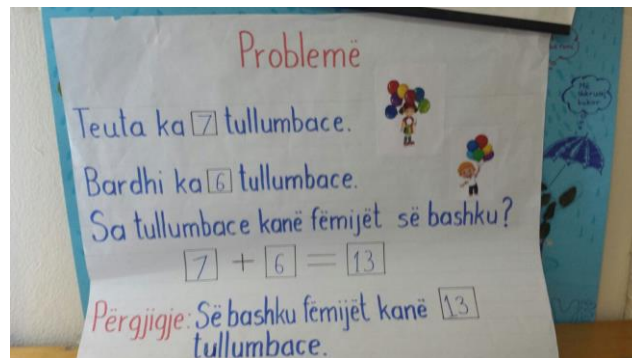 Problemë
Teuta ka 7 tullumbace.
Bardhi ka 6 tullumbace.
Sa tullumbace kanë fëmijët së bashku?
7 + 6 = 13
Përgjigje: Së bashku fëmijët kanë 13
tullumbace.